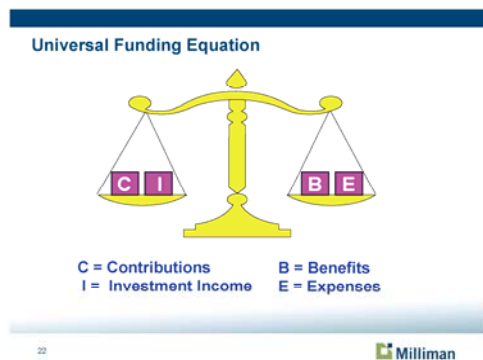 Universal Funding Equation
C I B E
C = Contributions B = Benefits
I = Investment Income E = Expenses
22 Milliman